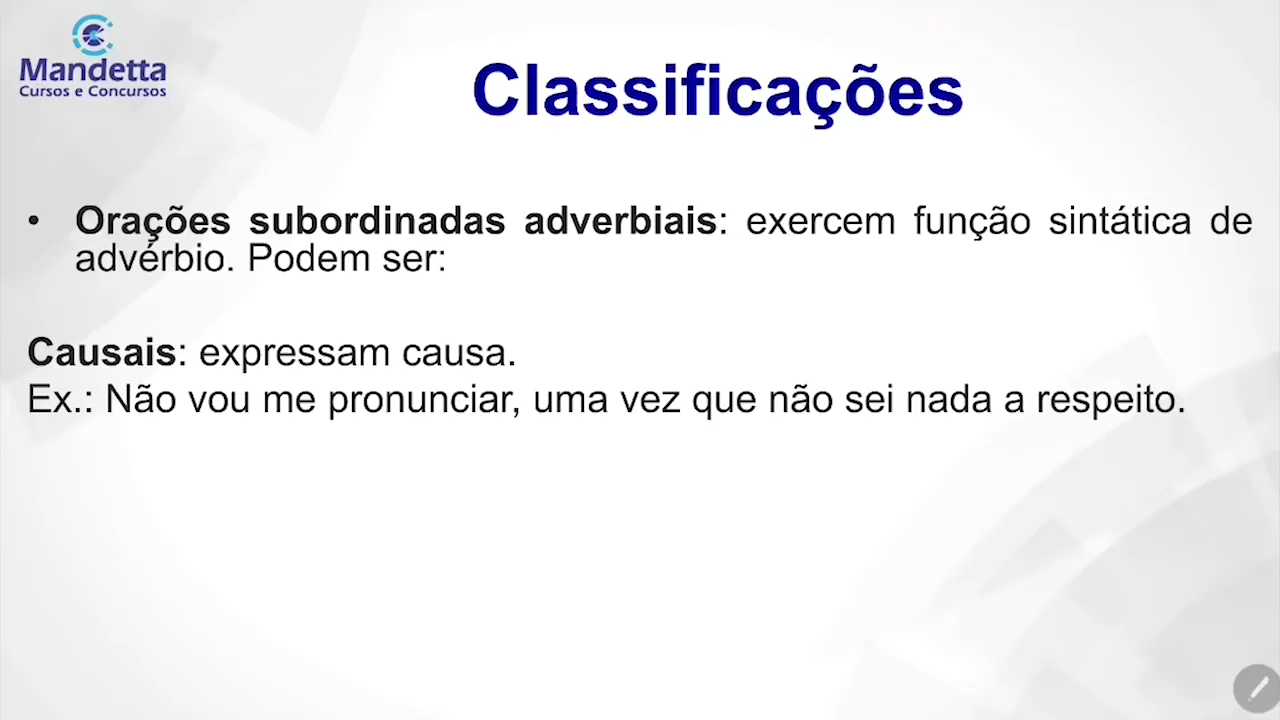 Mandetta
Cursos e Concursos
Classificações
• Orações subordinadas adverbiais: exercem função sintática de
advérbio. Podem ser:
Causais: expressam causa.
Ex.: Não vou me pronunciar, uma vez que não sei nada a respeito.